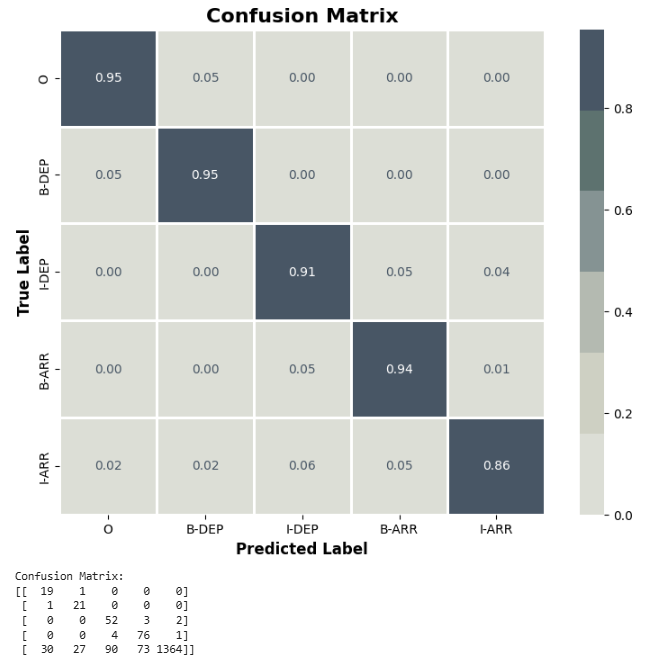 Confusion Matrix
O 0.95 0.05 0.00 0.00 0.00
B-DEP 0.05 0.95 0.00 0.00 0.00
I-DEP 0.00 0.00 0.91 0.05 0.04
B-ARR 0.00 0.00 0.05 0.94 0.01
I-ARR 0.02 0.02 0.06 0.05 0.86
True Label
O B-DEP I-DEP B-ARR I-ARR
Predicted Label
0.8
0.6
0.4
0.2
0.0
Confusion Matrix:
[[ 19 1 0 0 0]
[ 1 21 0 0 0]
[ 0 0 52 3 2]
[ 0 0 4 76 1]
[ 30 27 90 73 1364]]